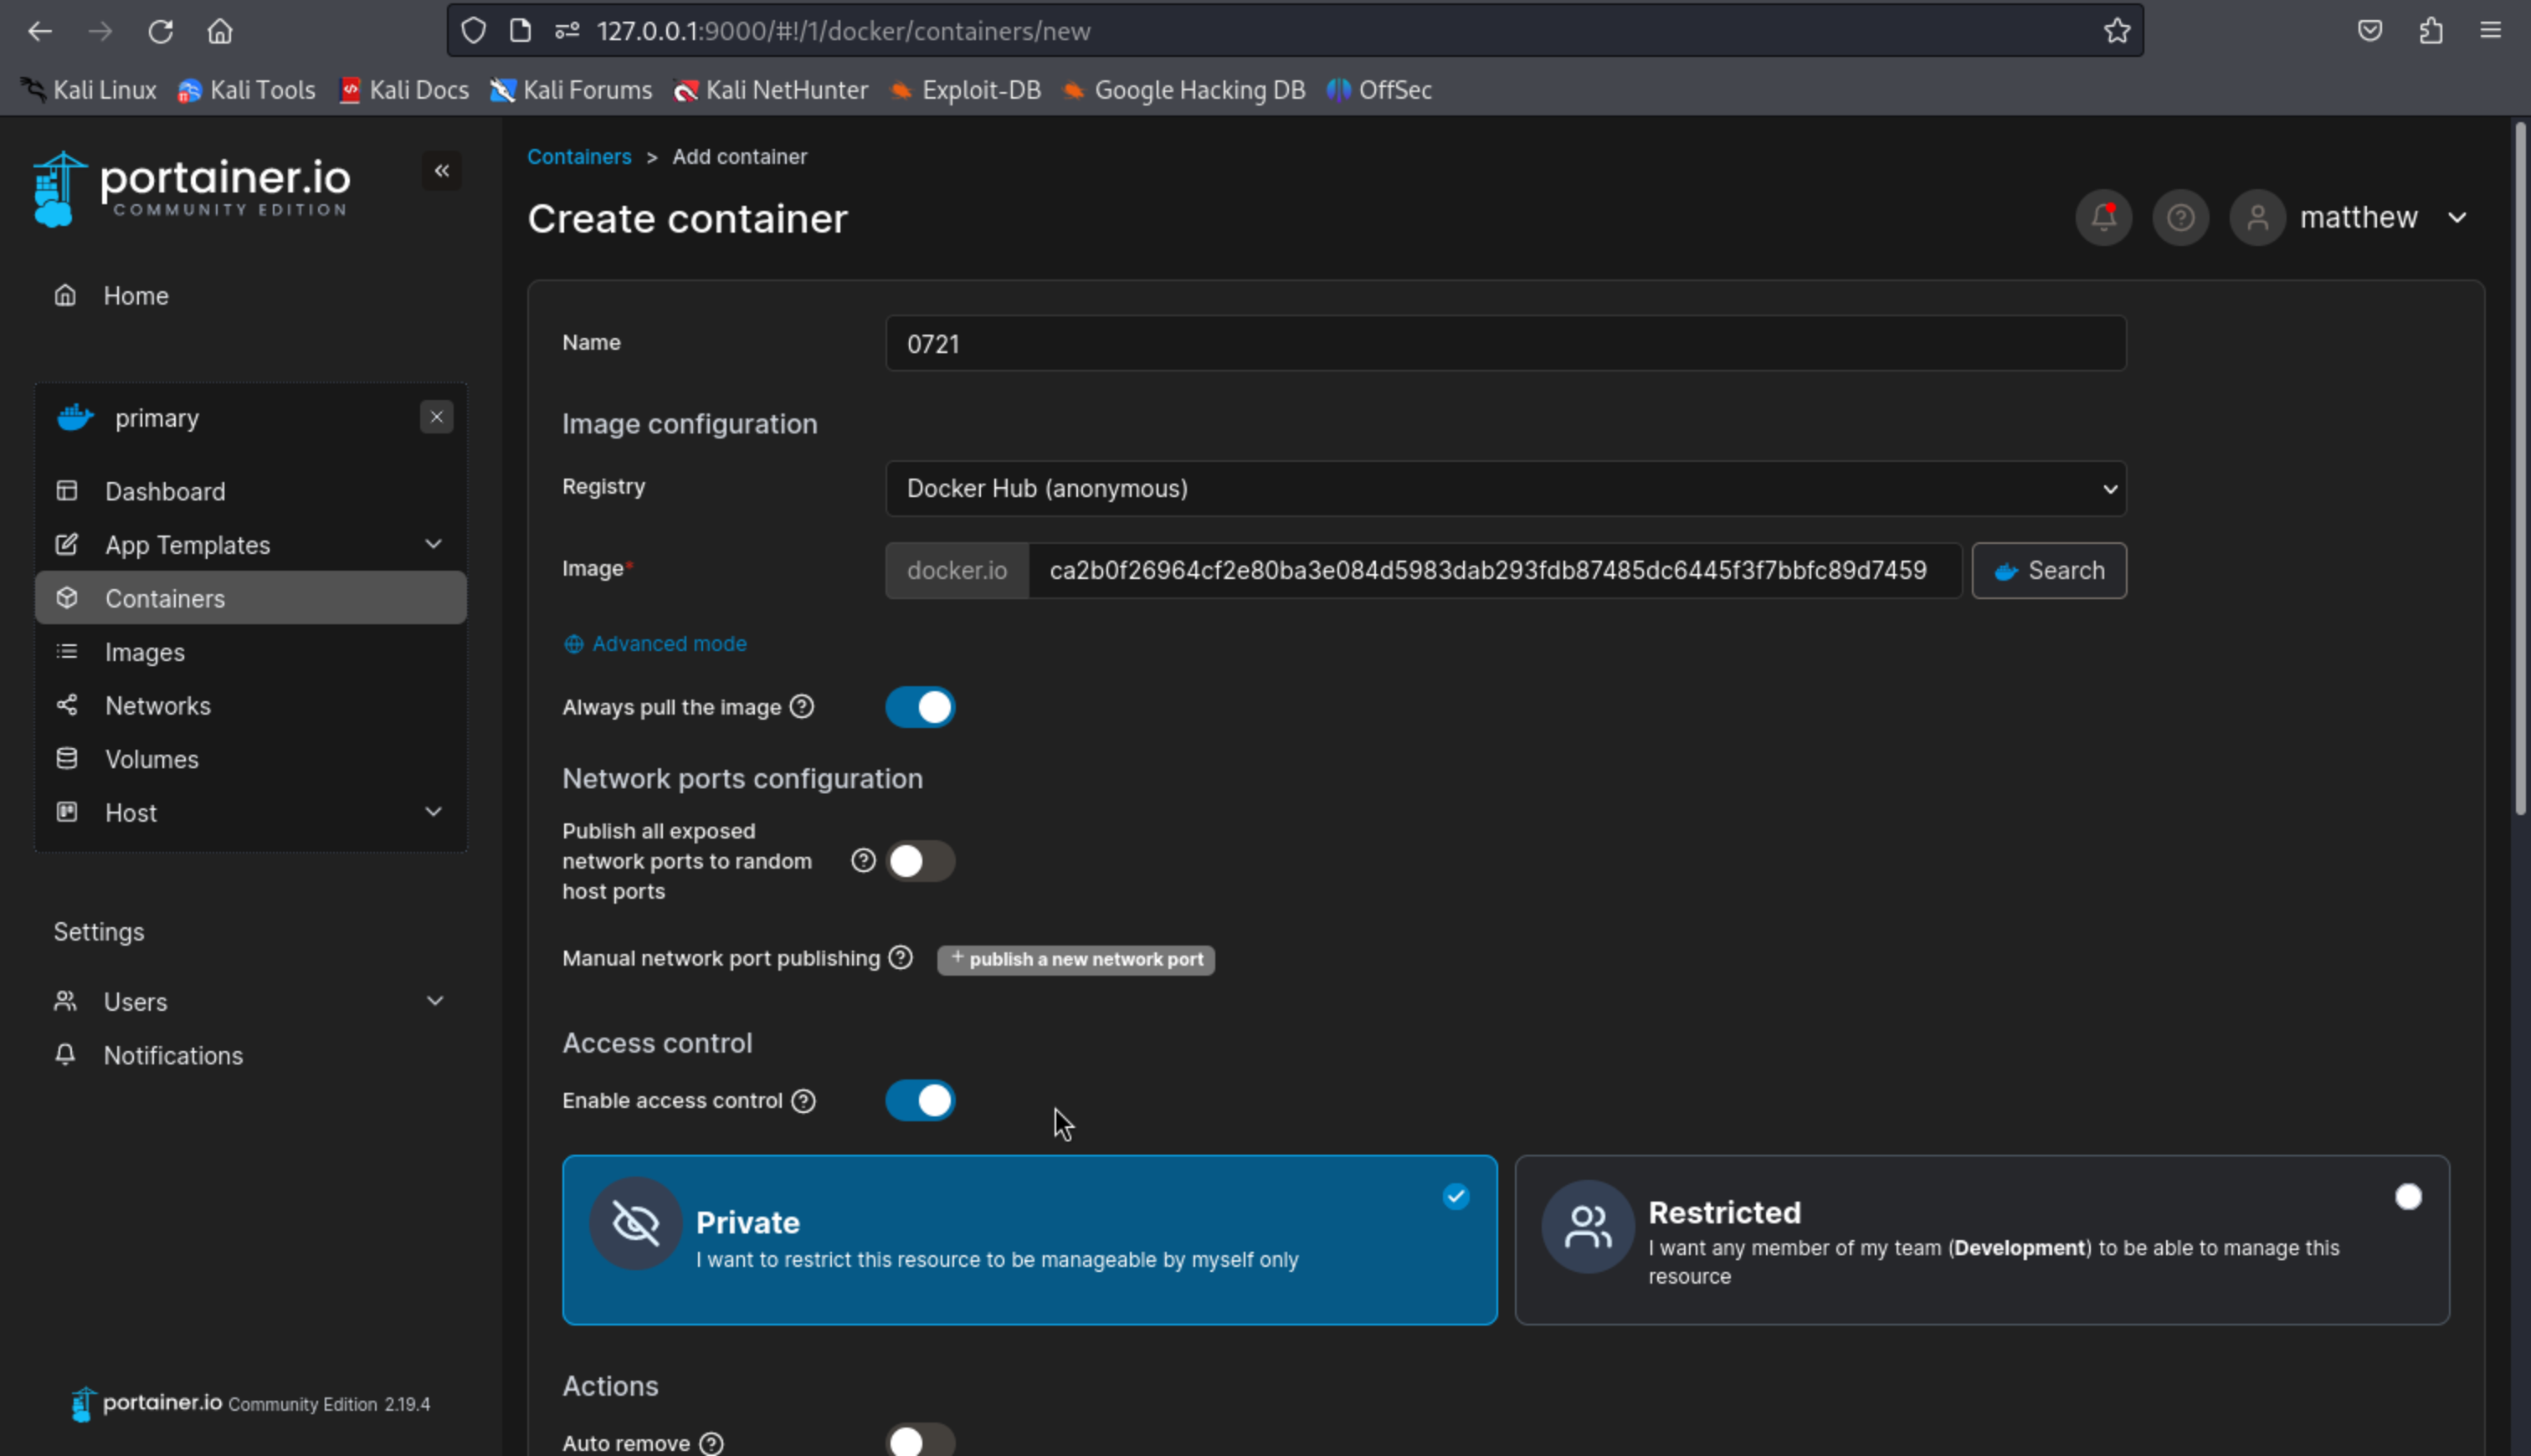 127.0.0.1:9000/#!/1/docker/containers/new
Kali Linux Kali Tools Kali Docs Kali Forums Kali NetHunter Exploit-DB Google Hacking DB OffSec
portainer.io
COMMUNITY EDITION
Home
primary
Dashboard
App Templates
Containers
Images
Networks
Volumes
Host
Settings
Users
Notifications
portainer.io Community Edition 2.19.4
Containers > Add container
Create container
matthew
Name 0721
Image configuration
Registry Docker Hub (anonymous)
Image* docker.io ca2b0f26964cf2e80ba3e084d5983dab293fdb87485dc6445f3f7bbfc89d7459 Search
Advanced mode
Always pull the image
Network ports configuration
Publish all exposed
network ports to random
host ports
Manual network port publishing + publish a new network port
Access control
Enable access control
Private
I want to restrict this resource to be manageable by myself only
Restricted
I want any member of my team (Development) to be able to manage this
resource
Actions
Auto remove